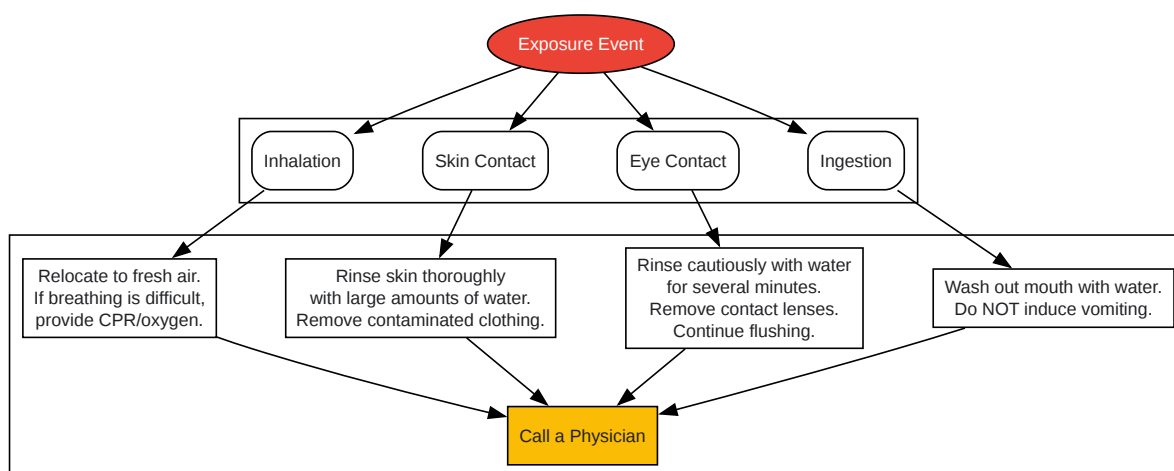 Exposure Event
Inhalation
Skin Contact
Eye Contact
Ingestion
Relocate to fresh air.
If breathing is difficult,
provide CPR/oxygen.
Rinse skin thoroughly
with large amounts of water.
Remove contaminated clothing.
Rinse cautiously with water
for several minutes.
Remove contact lenses.
Continue flushing.
Wash out mouth with water.
Do NOT induce vomiting.
Call a Physician